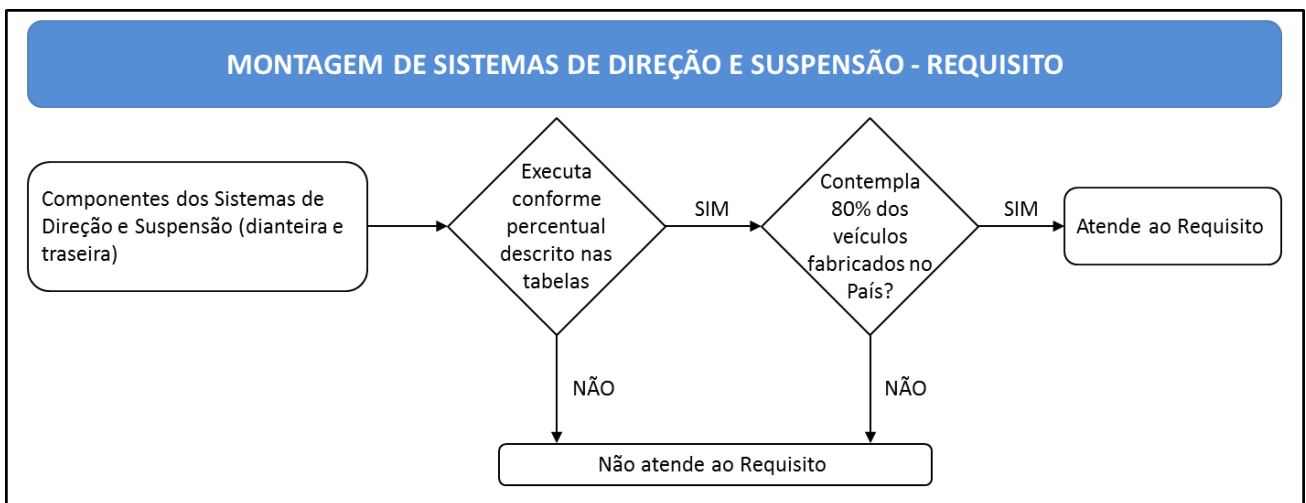 MONTAGEM DE SISTEMAS DE DIREÇÃO E SUSPENSÃO - REQUISITO
Componentes dos Sistemas de
Direção e Suspensão (dianteira e
traseira)
Executa
conforme
percentual
descrito nas
tabelas
SIM
Contempla
80% dos
veículos
fabricados no
País?
SIM
Atende ao Requisito
NÃO
NÃO
Não atende ao Requisito